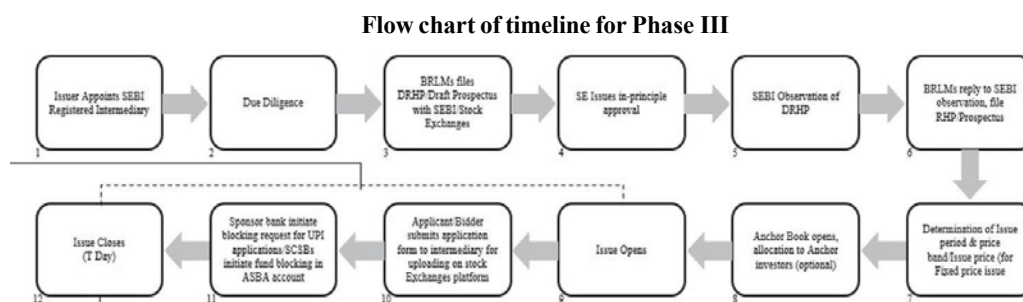 Flow chart of timeline for Phase III
Issuer Appoints SEBI
Registered Intermediary
1
Due Diligence
2
BRLMs files
DRHP/Draft Prospectus
with SEBI/Stock
Exchanges
3
SE Issues in-principle
approval
4
SEBI Observation of
DRHP
5
BRLMs reply to SEBI
observation, file
RHP/Prospectus
6
Determination of Issue
period & price
band/Issue price (for
Fixed price issue
7
Anchor Book opens,
allocation to Anchor
investors (optional)
8
Issue Opens
9
Applicant/Bidder
submits application
form to intermediary for
uploading on stock
Exchanges platform
10
Sponsor bank initiate
blocking request for UPI
applications/SCSBs
initiate fund blocking in
ASBA account
11
Issue Closes
(T Day)
12